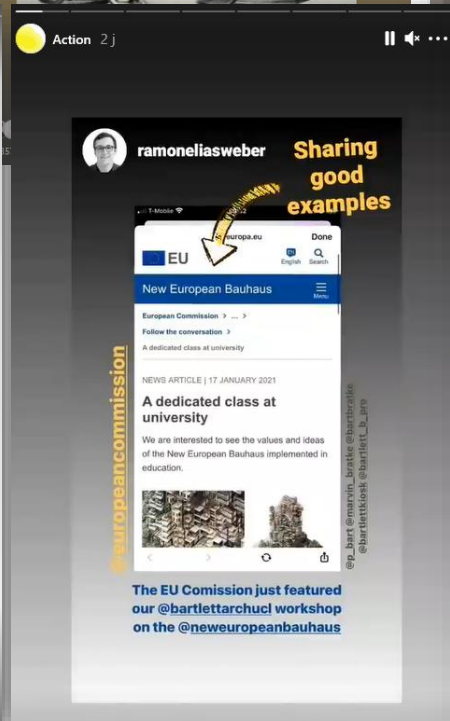 Action 2 j
ramoneliasweber
Sharing
good
examples
T-Mobile
europa.eu
Done
EU
English Search
New European Bauhaus
Menu
European Commission > ... >
Follow the conversation >
A dedicated class at university
NEWS ARTICLE | 17 JANUARY 2021
A dedicated class at
university
We are interested to see the values and ideas
of the New European Bauhaus implemented in
education.
@europeancommission
@p_bart @marvin_bratke @bartbratke
@bartlettkiosk @bartlett_b_pro
The EU Comission just featured
our @bartlettarchucl workshop
on the @neweuropeanbauhaus